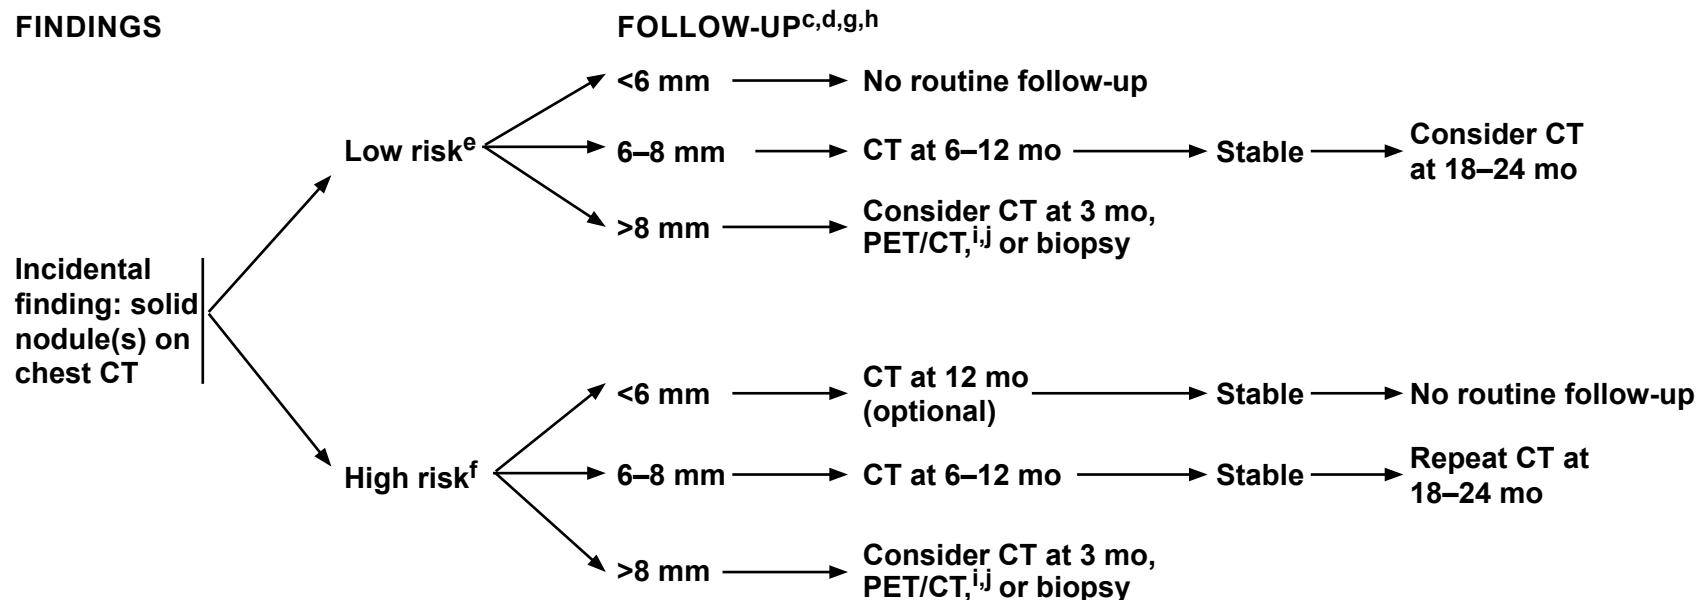 FINDINGS
FOLLOW-UPc,d,g,h
<6 mm
No routine follow-up
Low riske
6–8 mm
CT at 6–12 mo
Stable
Consider CT
at 18–24 mo
>8 mm
Consider CT at 3 mo,
PET/CT,i,j or biopsy
Incidental
finding: solid
nodule(s) on
chest CT
<6 mm
CT at 12 mo
(optional)
Stable
No routine follow-up
High riskf
6–8 mm
CT at 6–12 mo
Stable
Repeat CT at
18–24 mo
>8 mm
Consider CT at 3 mo,
PET/CT,i,j or biopsy